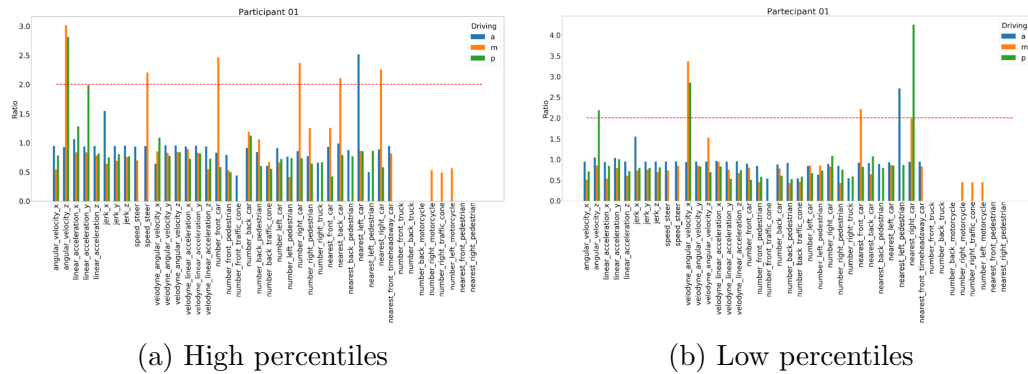 Participant 01
Driving
a
m
p
Ratio
3.0
2.5
2.0
1.5
1.0
0.5
0.0
angular_velocity_x
angular_velocity_z
linear_acceleration_x
linear_acceleration_y
linear_acceleration_z
jerk_x
jerk_y
jerk_z
speed_steer
speed_steer
velodyne_angular_velocity_x
velodyne_angular_velocity_y
velodyne_angular_velocity_z
velodyne_linear_acceleration_x
velodyne_linear_acceleration_y
velodyne_linear_acceleration_z
number_front_car
number_front_pedestrian
number_front_traffic_cone
number_back_car
number_back_pedestrian
number_back_traffic_cone
number_left_car
number_left_pedestrian
number_right_car
number_right_pedestrian
number_right_truck
nearest_front_car
nearest_back_car
nearest_back_pedestrian
nearest_left_car
nearest_left_pedestrian
nearest_right_car
nearest_front_timeheadaway_car
number_front_truck
number_back_truck
number_back_motorcycle
number_right_motorcycle
number_right_traffic_cone
number_left_motorcycle
nearest_front_pedestrian
nearest_right_pedestrian
(a) High percentiles
Partecipant 01
Driving
a
m
p
Ratio
4.0
3.5
3.0
2.5
2.0
1.5
1.0
0.5
0.0
angular_velocity_x
angular_velocity_z
linear_acceleration_x
linear_acceleration_y
linear_acceleration_z
jerk_x
jerk_y
jerk_z
speed_steer
speed_steer
velodyne_angular_velocity_x
velodyne_angular_velocity_y
velodyne_angular_velocity_z
velodyne_linear_acceleration_x
velodyne_linear_acceleration_y
velodyne_linear_acceleration_z
number_front_car
number_front_pedestrian
number_front_traffic_cone
number_back_car
number_back_pedestrian
number_back_traffic_cone
number_left_car
number_left_pedestrian
number_right_car
number_right_pedestrian
number_right_truck
nearest_front_car
nearest_back_car
nearest_back_pedestrian
nearest_left_pedestrian
nearest_right_car
nearest_front_timeheadaway_car
number_front_truck
number_back_truck
number_back_motorcycle
number_right_motorcycle
number_right_traffic_cone
number_left_motorcycle
nearest_front_pedestrian
nearest_right_pedestrian
(b) Low percentiles